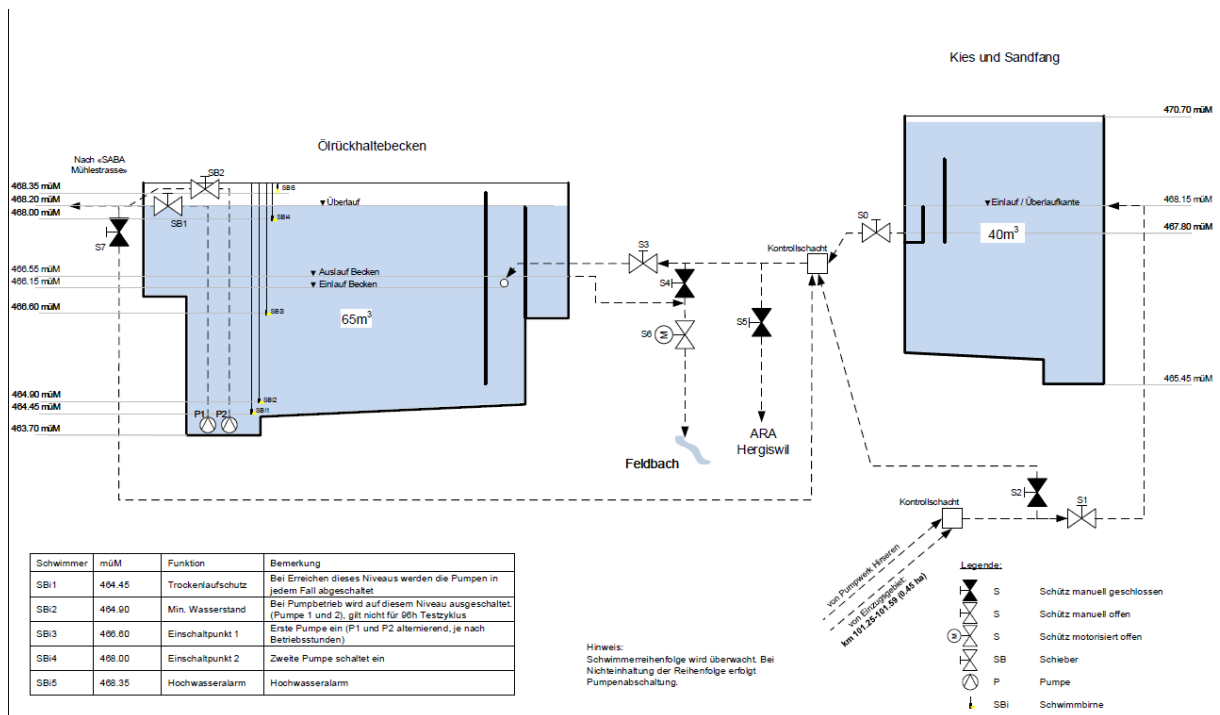 Kies und Sandfang
470.70 müM
Ölrückhaltebecken
Nach «SABA
Mühlestrasse»
SB2
468.35 müM
468.20 müM
468.00 müM
SBi5
Überlauf
SBi4
SB1
S7
Einlauf / Überlaufkante
468.15 müM
40m³
467.80 müM
S0
S3
Kontrollschacht
466.55 müM
466.15 müM
Auslauf Becken
Einlauf Becken
S4
466.60 müM
SBi3
65m³
S6
M
S5
465.45 müM
464.90 müM
464.45 müM
463.70 müM
SBi2
SBi1
P1
P2
Feldbach
ARA
Hergiswil
S2
S1
Kontrollschacht
von Pumpwerk Hirseren
von Einzugsgebiet:
km 101.25-101.59 (0.45 ha)
Schwimmer müM Funktion Bemerkung
SBi1 464.45 Trockenlaufschutz Bei Erreichen dieses Niveaus werden die Pumpen in
jedem Fall abgeschaltet
SBi2 464.90 Min. Wasserstand Bei Pumpbetrieb wird auf diesem Niveau ausgeschaltet.
(Pumpe 1 und 2), gilt nicht für 96h Testzyklus
SBi3 466.60 Einschaltpunkt 1 Erste Pumpe ein (P1 und P2 alternierend, je nach
Betriebsstunden)
SBi4 468.00 Einschaltpunkt 2 Zweite Pumpe schaltet ein
SBi5 468.35 Hochwasseralarm Hochwasseralarm
Hinweis:
Schwimmerreihenfolge wird überwacht. Bei
Nichteinhaltung der Reihenfolge erfolgt
Pumpenabschaltung.
Legende:
S Schütz manuell geschlossen
S Schütz manuell offen
M S Schütz motorisiert offen
SB Schieber
P Pumpe
SBi Schwimmbirne